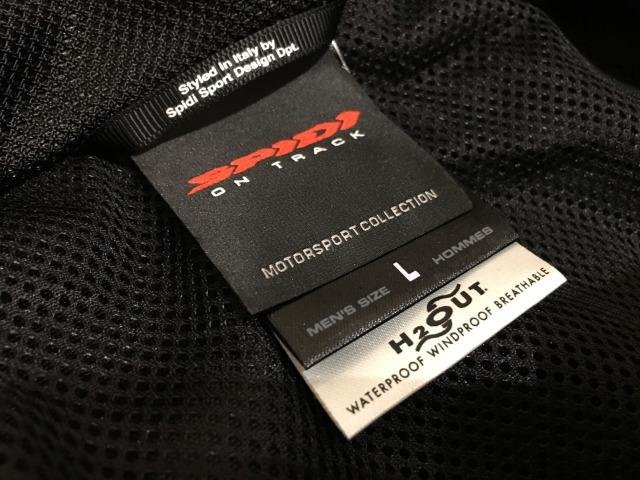 Styled in Italy by
Spidi Sport Design Dpt.
SPIDI
ON TRACK
MOTORSPORT COLLECTION
MEN'S SIZE L HOMMES
H2OUT
WATERPROOF WINDPROOF BREATHABLE